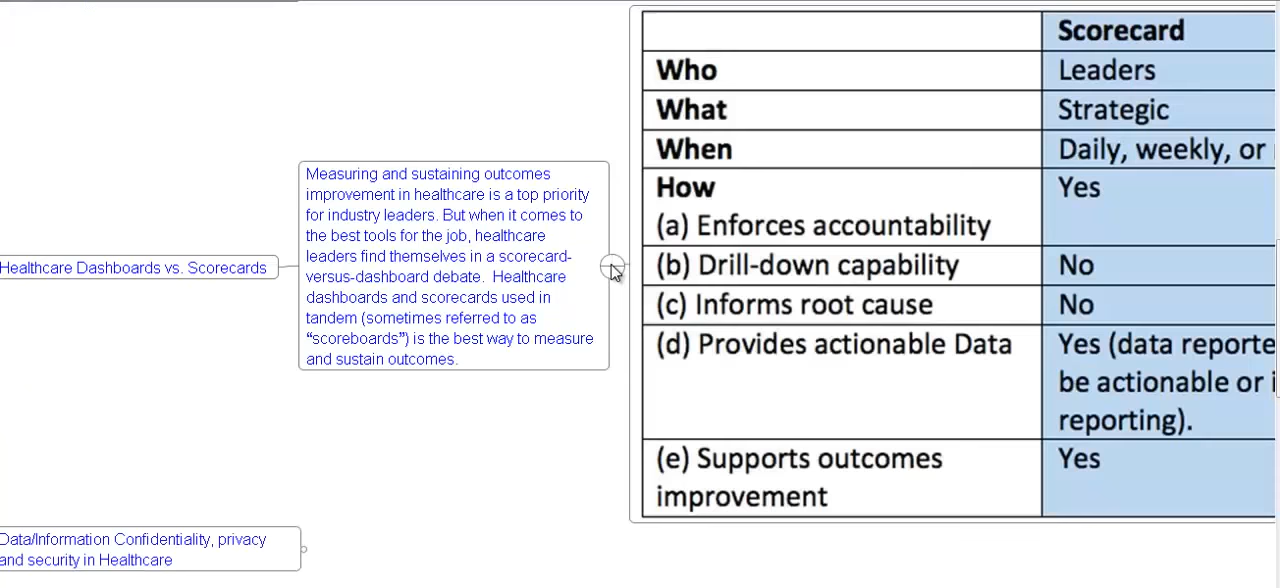 Healthcare Dashboards vs. Scorecards
Measuring and sustaining outcomes
improvement in healthcare is a top priority
for industry leaders. But when it comes to
the best tools for the job, healthcare
leaders find themselves in a scorecard-
versus-dashboard debate.  Healthcare
dashboards and scorecards used in
tandem (sometimes referred to as
“scoreboards”) is the best way to measure
and sustain outcomes.
Scorecard
Who Leaders
What Strategic
When Daily, weekly, or
How Yes
(a) Enforces accountability
(b) Drill-down capability No
(c) Informs root cause No
(d) Provides actionable Data Yes (data reporte
be actionable or i
reporting).
(e) Supports outcomes Yes
improvement
Data/Information Confidentiality, privacy
and security in Healthcare